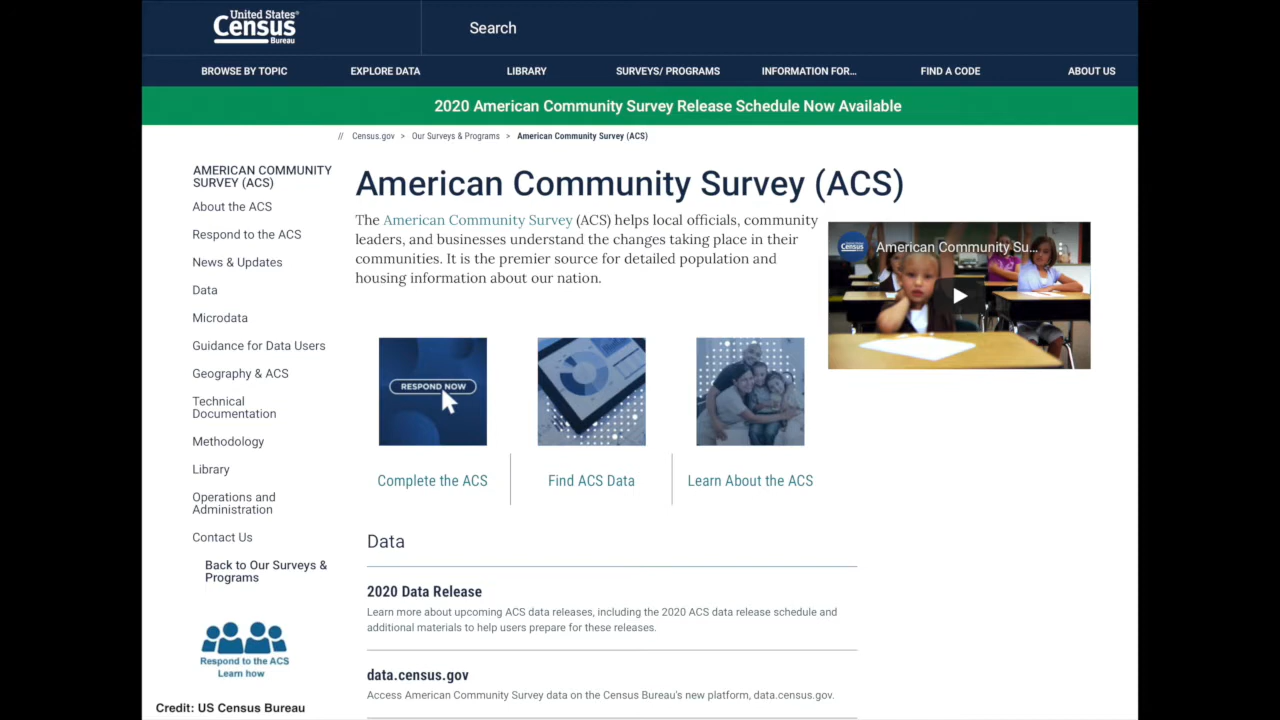 United States®
Census
Bureau
Search
BROWSE BY TOPIC
EXPLORE DATA
LIBRARY
SURVEYS/ PROGRAMS
INFORMATION FOR...
FIND A CODE
ABOUT US
2020 American Community Survey Release Schedule Now Available
// Census.gov > Our Surveys & Programs > American Community Survey (ACS)
AMERICAN COMMUNITY
SURVEY (ACS)
About the ACS
Respond to the ACS
News & Updates
Data
Microdata
Guidance for Data Users
Geography & ACS
Technical
Documentation
Methodology
Library
Operations and
Administration
Contact Us
Back to Our Surveys &
Programs
Respond to the ACS
Learn how
American Community Survey (ACS)
The American Community Survey (ACS) helps local officials, community
leaders, and businesses understand the changes taking place in their
communities. It is the premier source for detailed population and
housing information about our nation.
Census
American Community Su...
RESPOND NOW
Complete the ACS
Find ACS Data
Learn About the ACS
Data
2020 Data Release
Learn more about upcoming ACS data releases, including the 2020 ACS data release schedule and
additional materials to help users prepare for these releases.
data.census.gov
Access American Community Survey data on the Census Bureau's new platform, data.census.gov.
Credit: US Census Bureau